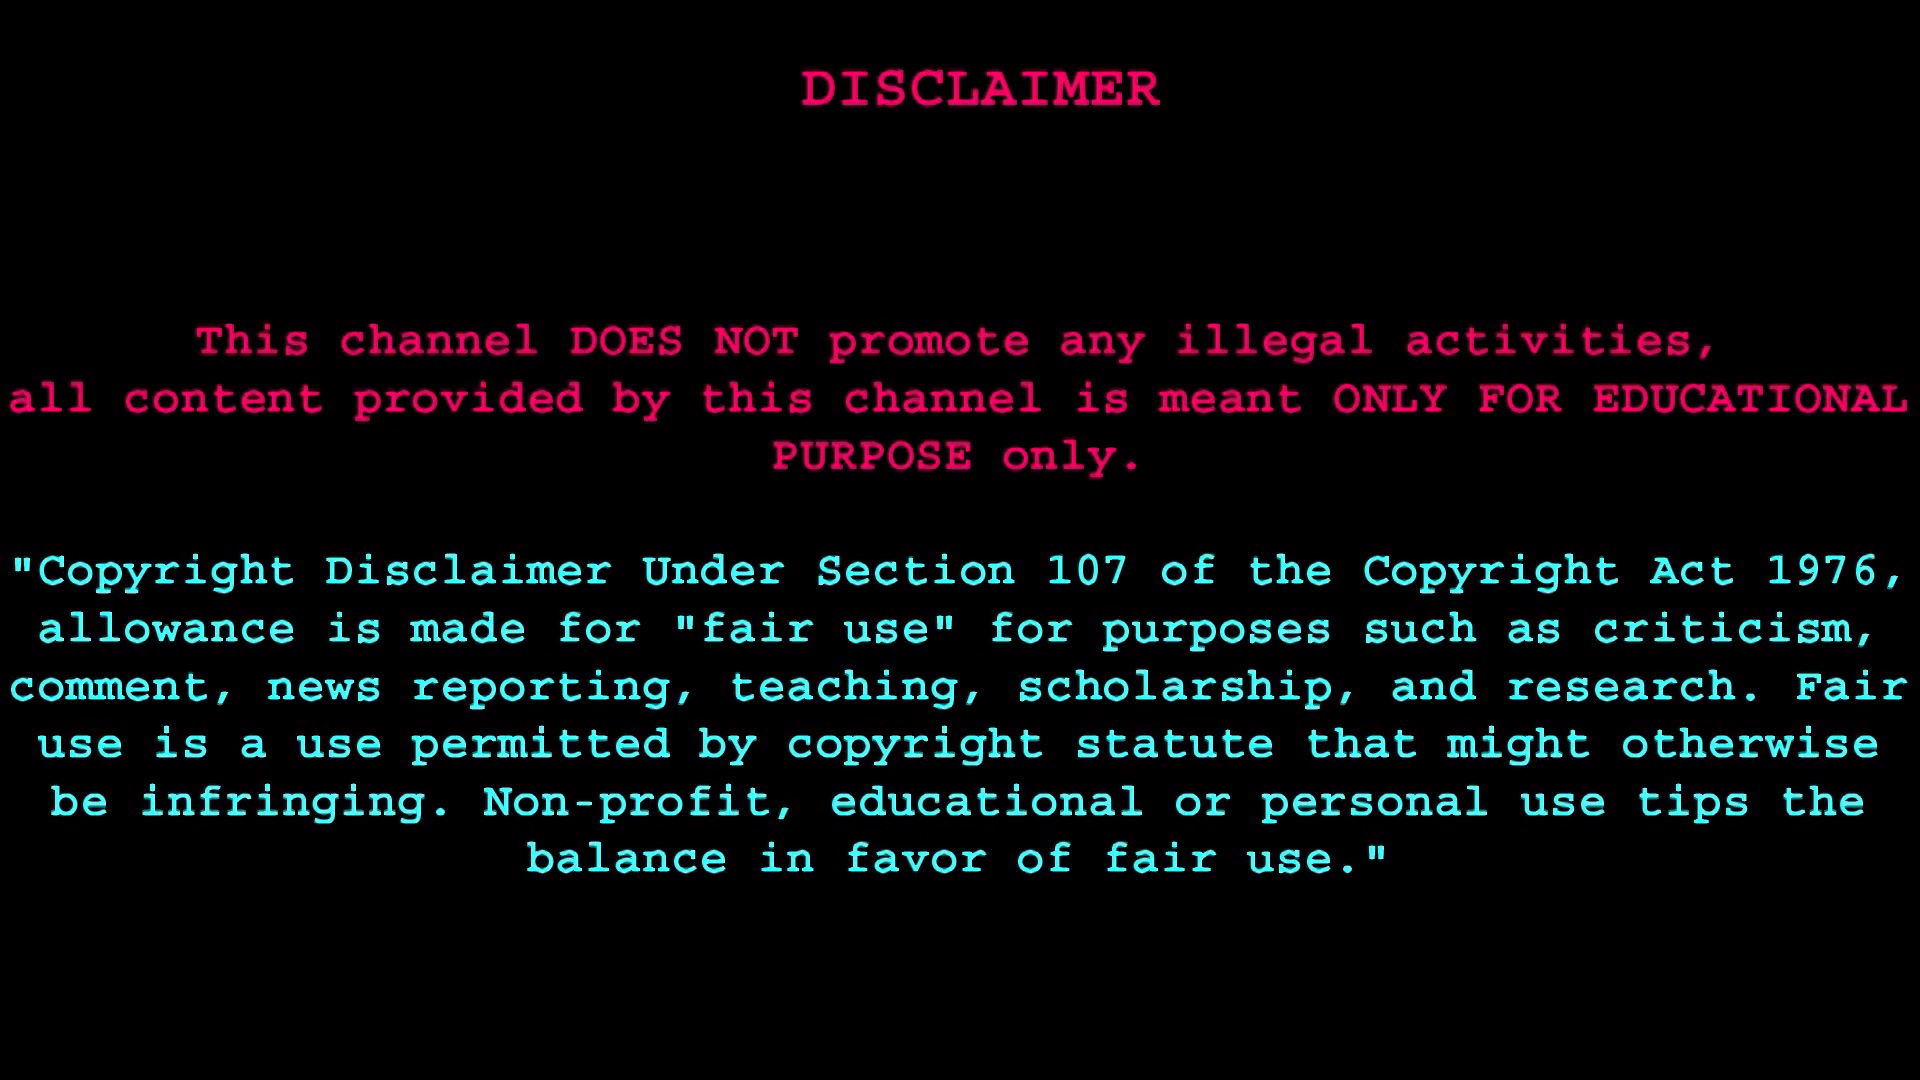 DISCLAIMER
This channel DOES NOT promote any illegal activities,
all content provided by this channel is meant ONLY FOR EDUCATIONAL
PURPOSE only.
"Copyright Disclaimer Under Section 107 of the Copyright Act 1976,
allowance is made for "fair use" for purposes such as criticism,
comment, news reporting, teaching, scholarship, and research. Fair
use is a use permitted by copyright statute that might otherwise
be infringing. Non-profit, educational or personal use tips the
balance in favor of fair use."